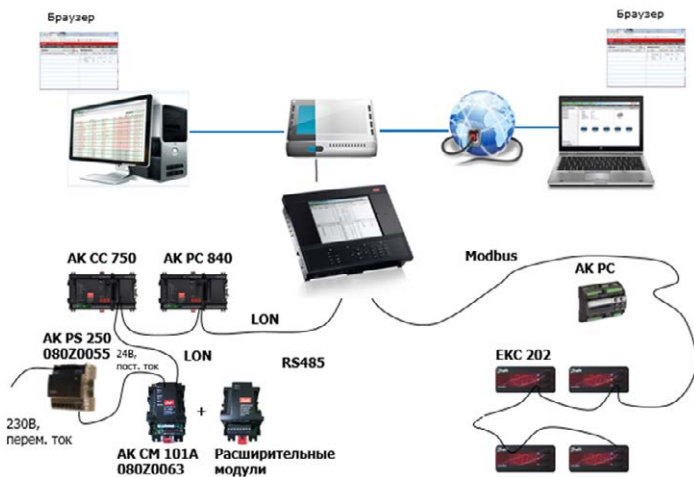 Браузер
Браузер
AK CC 750
AK PC 840
Modbus
AK PC
LON
AK PS 250
080Z0055
24В,
пост. ток
LON
RS485
EKC 202
230В,
перем. ток
+
AK CM 101A
080Z0063
Расширительные
модули